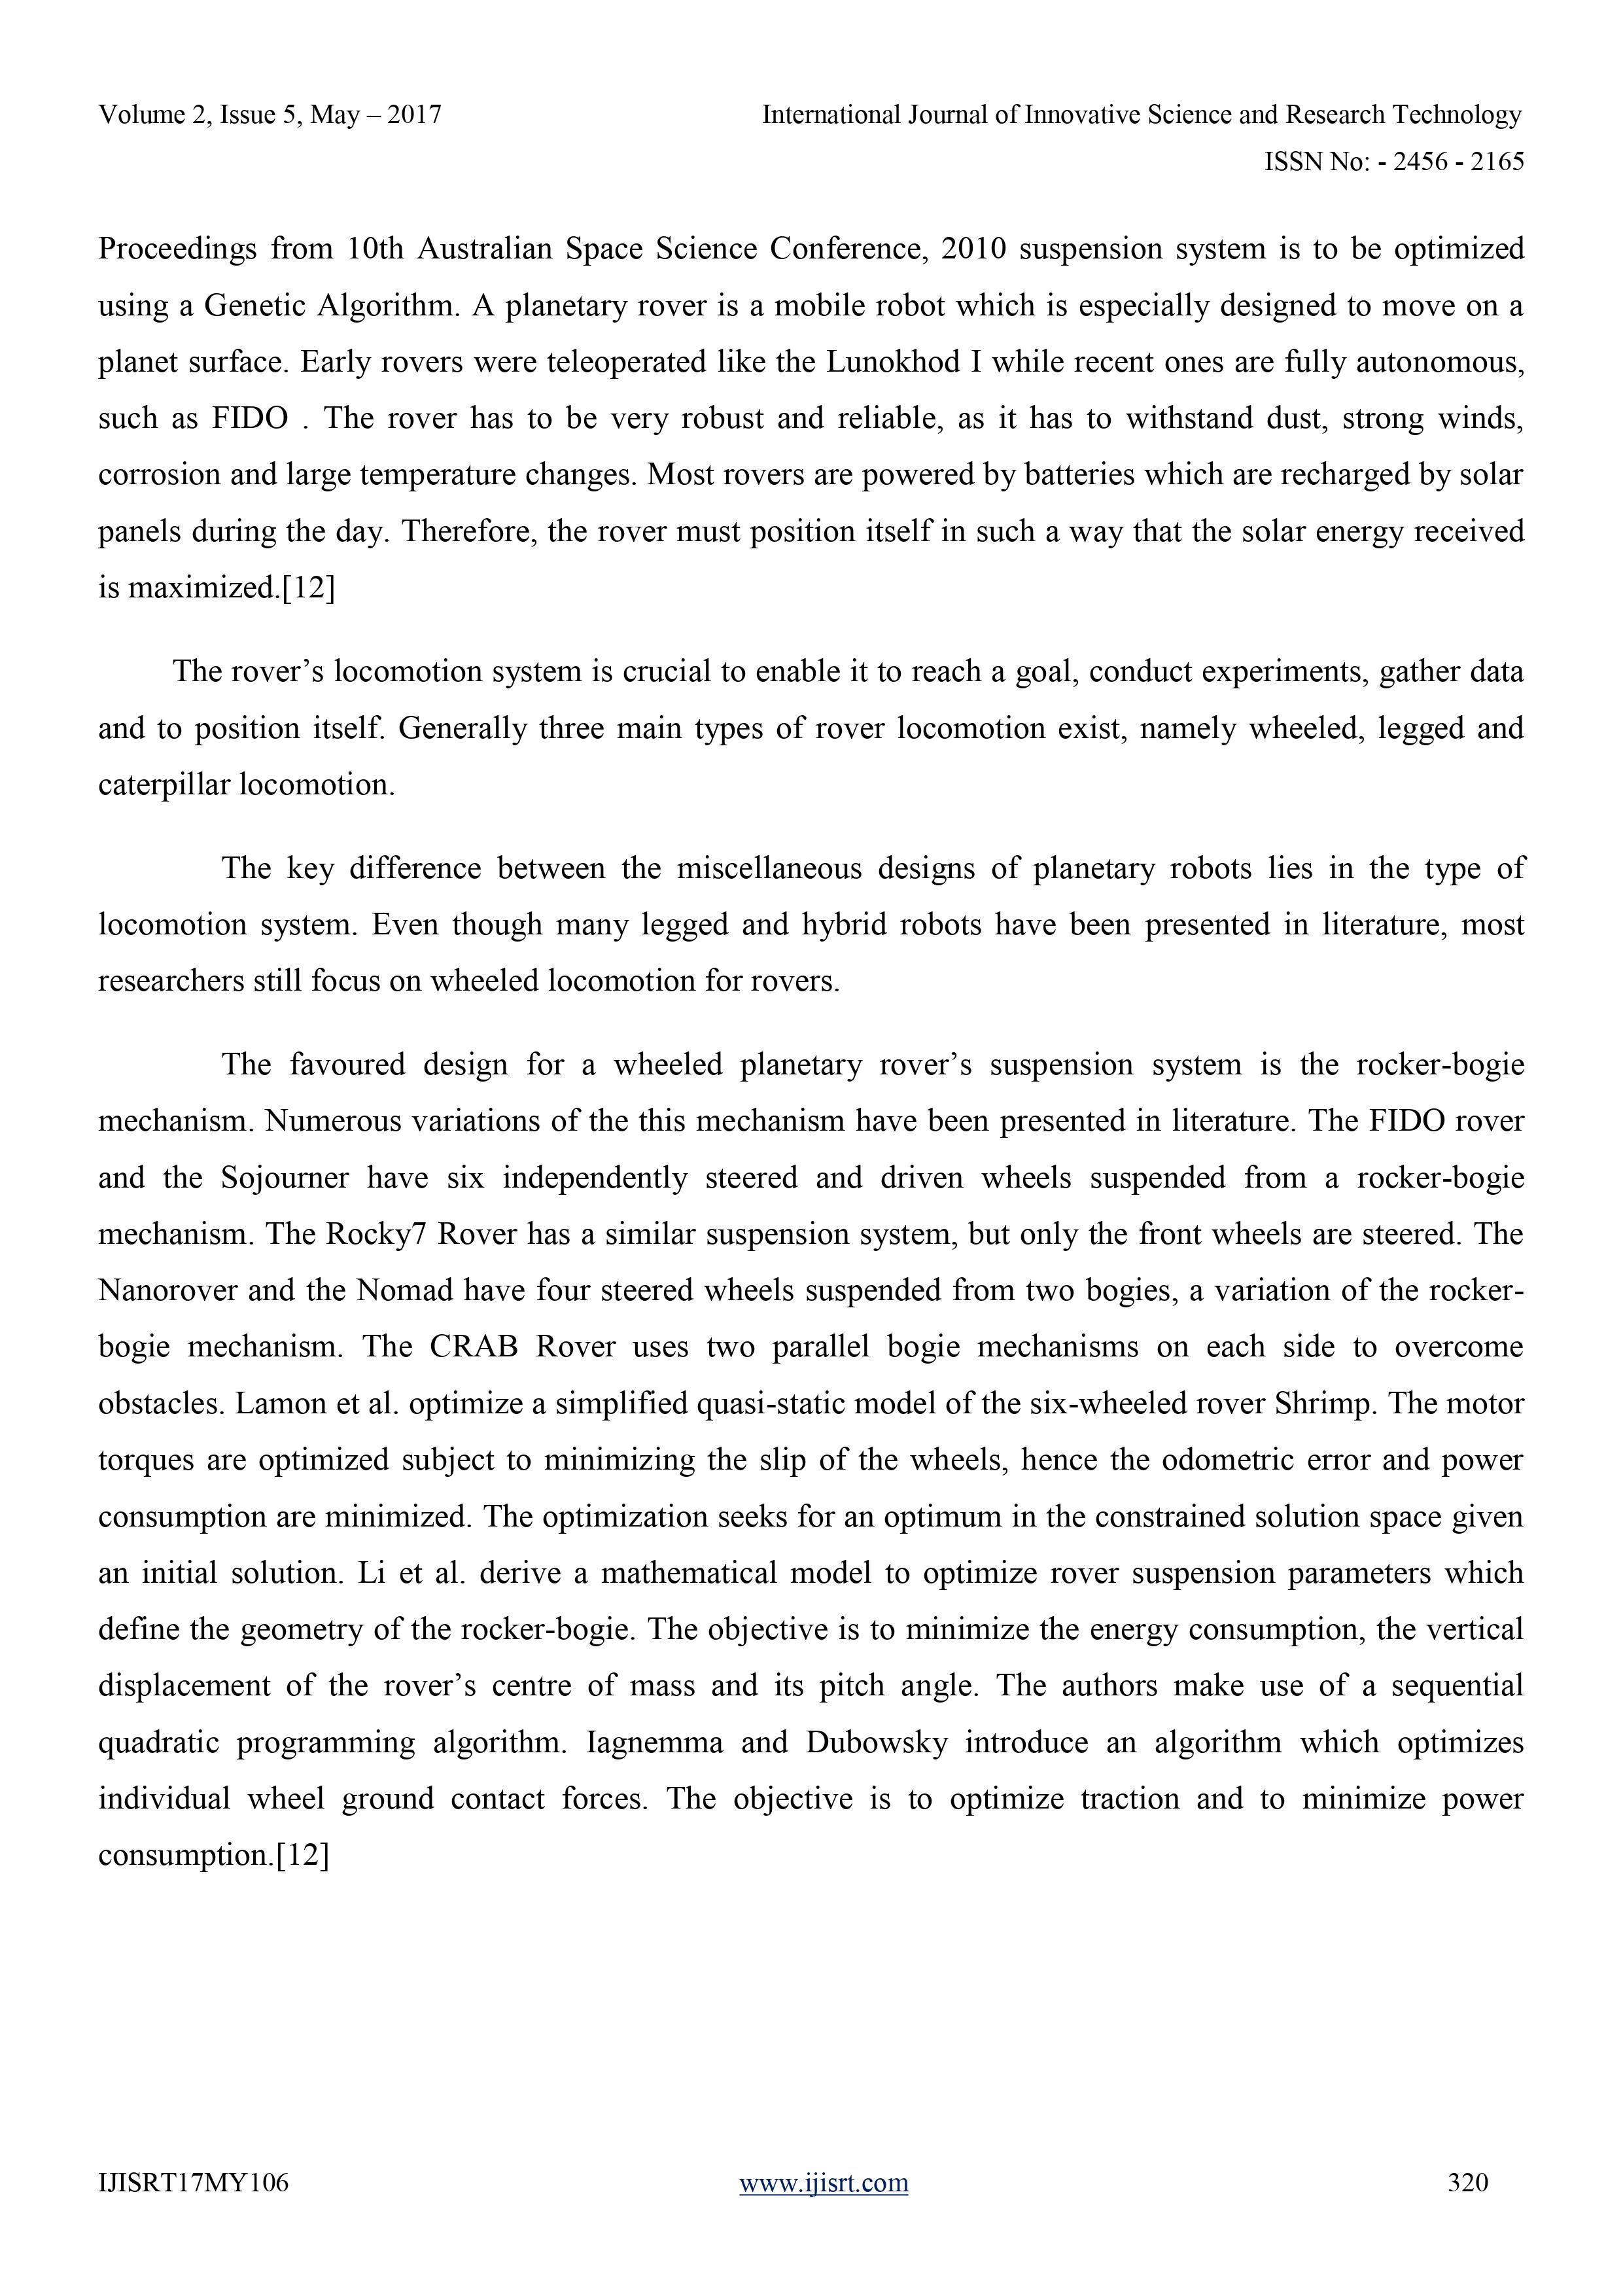 Volume 2, Issue 5, May – 2017 International Journal of Innovative Science and Research Technology
ISSN No: - 2456 - 2165
Proceedings from 10th Australian Space Science Conference, 2010 suspension system is to be optimized
using a Genetic Algorithm. A planetary rover is a mobile robot which is especially designed to move on a
planet surface. Early rovers were teleoperated like the Lunokhod I while recent ones are fully autonomous,
such as FIDO . The rover has to be very robust and reliable, as it has to withstand dust, strong winds,
corrosion and large temperature changes. Most rovers are powered by batteries which are recharged by solar
panels during the day. Therefore, the rover must position itself in such a way that the solar energy received
is maximized.[12]
The rover’s locomotion system is crucial to enable it to reach a goal, conduct experiments, gather data
and to position itself. Generally three main types of rover locomotion exist, namely wheeled, legged and
caterpillar locomotion.
The key difference between the miscellaneous designs of planetary robots lies in the type of
locomotion system. Even though many legged and hybrid robots have been presented in literature, most
researchers still focus on wheeled locomotion for rovers.
The favoured design for a wheeled planetary rover’s suspension system is the rocker-bogie
mechanism. Numerous variations of the this mechanism have been presented in literature. The FIDO rover
and the Sojourner have six independently steered and driven wheels suspended from a rocker-bogie
mechanism. The Rocky7 Rover has a similar suspension system, but only the front wheels are steered. The
Nanorover and the Nomad have four steered wheels suspended from two bogies, a variation of the rocker-
bogie mechanism. The CRAB Rover uses two parallel bogie mechanisms on each side to overcome
obstacles. Lamon et al. optimize a simplified quasi-static model of the six-wheeled rover Shrimp. The motor
torques are optimized subject to minimizing the slip of the wheels, hence the odometric error and power
consumption are minimized. The optimization seeks for an optimum in the constrained solution space given
an initial solution. Li et al. derive a mathematical model to optimize rover suspension parameters which
define the geometry of the rocker-bogie. The objective is to minimize the energy consumption, the vertical
displacement of the rover’s centre of mass and its pitch angle. The authors make use of a sequential
quadratic programming algorithm. Iagnemma and Dubowsky introduce an algorithm which optimizes
individual wheel ground contact forces. The objective is to optimize traction and to minimize power
consumption.[12]
IJISRT17MY106 www.ijisrt.com 320